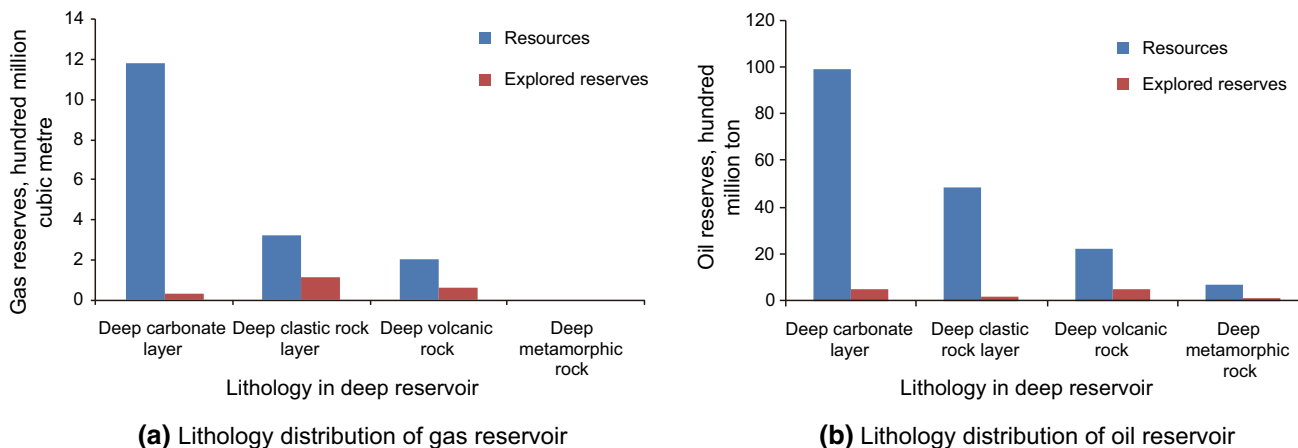 14
12
10
8
6
4
2
0
Gas reserves, hundred million
cubic metre
Resources
Explored reserves
Deep carbonate
layer
Deep clastic rock
layer
Deep volcanic
rock
Deep
metamorphic
rock
Lithology in deep reservoir
(a) Lithology distribution of gas reservoir
120
100
80
60
40
20
0
Oil reserves, hundred
million ton
Resources
Explored reserves
Deep carbonate
layer
Deep clastic
rock layer
Deep volcanic
rock
Deep
metamorphic
rock
Lithology in deep reservoir
(b) Lithology distribution of oil reservoir